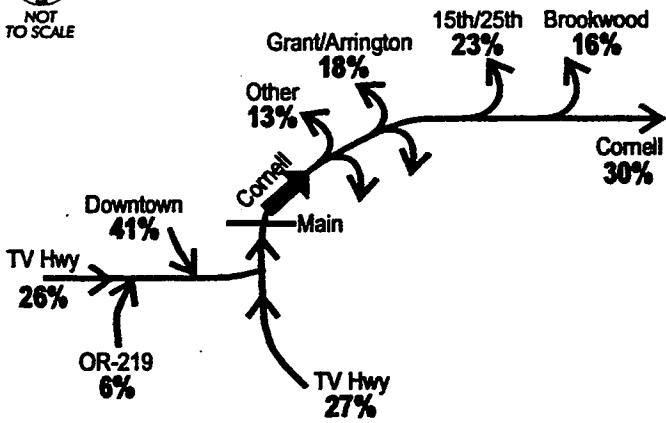 NOT
TO SCALE
15th/25th
23%
Brookwood
16%
Grant/Arrington
18%
Other
13%
Cornell
Cornell
30%
Downtown
41%
Main
TV Hwy
26%
OR-219
6%
TV Hwy
27%